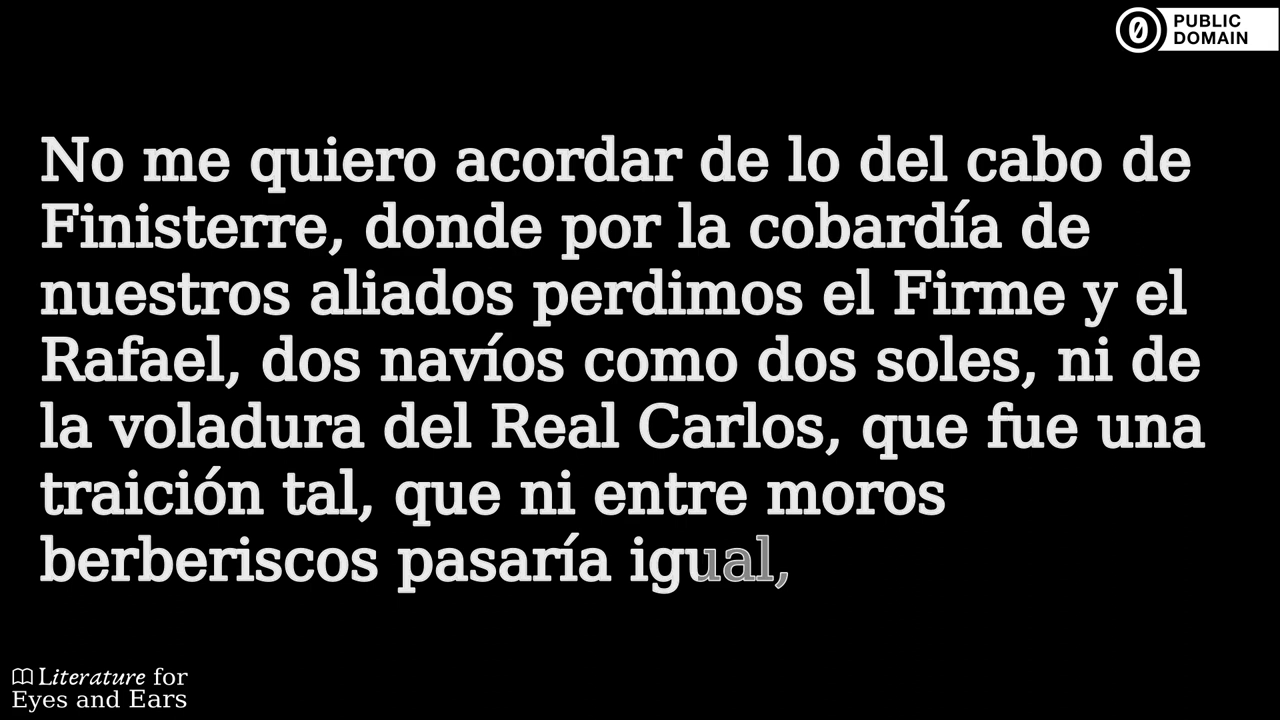 PUBLIC
DOMAIN
No me quiero acordar de lo del cabo de
Finisterre, donde por la cobardía de
nuestros aliados perdimos el Firme y el
Rafael, dos navíos como dos soles, ni de
la voladura del Real Carlos, que fue una
traición tal, que ni entre moros
berberiscos pasaría igual,
Literature for
Eyes and Ears